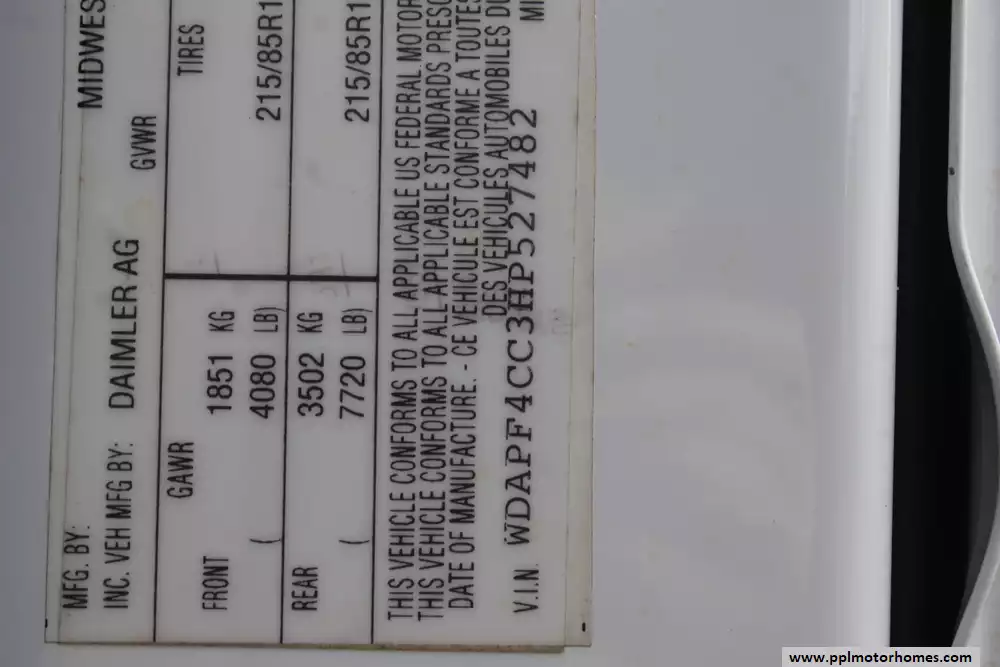 MFG. BY: MIDWES
INC. VEH MFG BY: DAIMLER AG GVWR
GAWR TIRES
FRONT 1851 KG
( 4080 LB) 215/85R1
REAR 3502 KG
( 7720 LB) 215/85R1
THIS VEHICLE CONFORMS TO ALL APPLICABLE US FEDERAL MOTOR
THIS VEHICLE CONFORMS TO ALL APPLICABLE STANDARDS PRESC
DATE OF MANUFACTURE. - CE VEHICULE EST CONFORME A TOUTES
DES VEHICULES AUTOMOBILES DU
V.I.N. WDAPF4CC3HP527482
www.pplmotorhomes.com